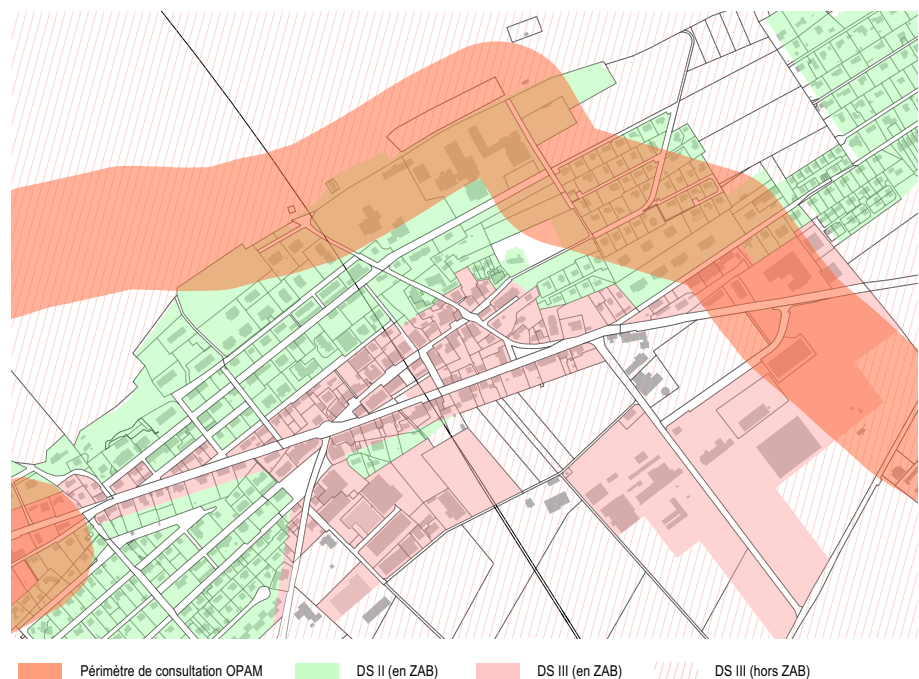 Périmètre de consultation OPAM DS II (en ZAB) DS III (en ZAB) DS III (hors ZAB)